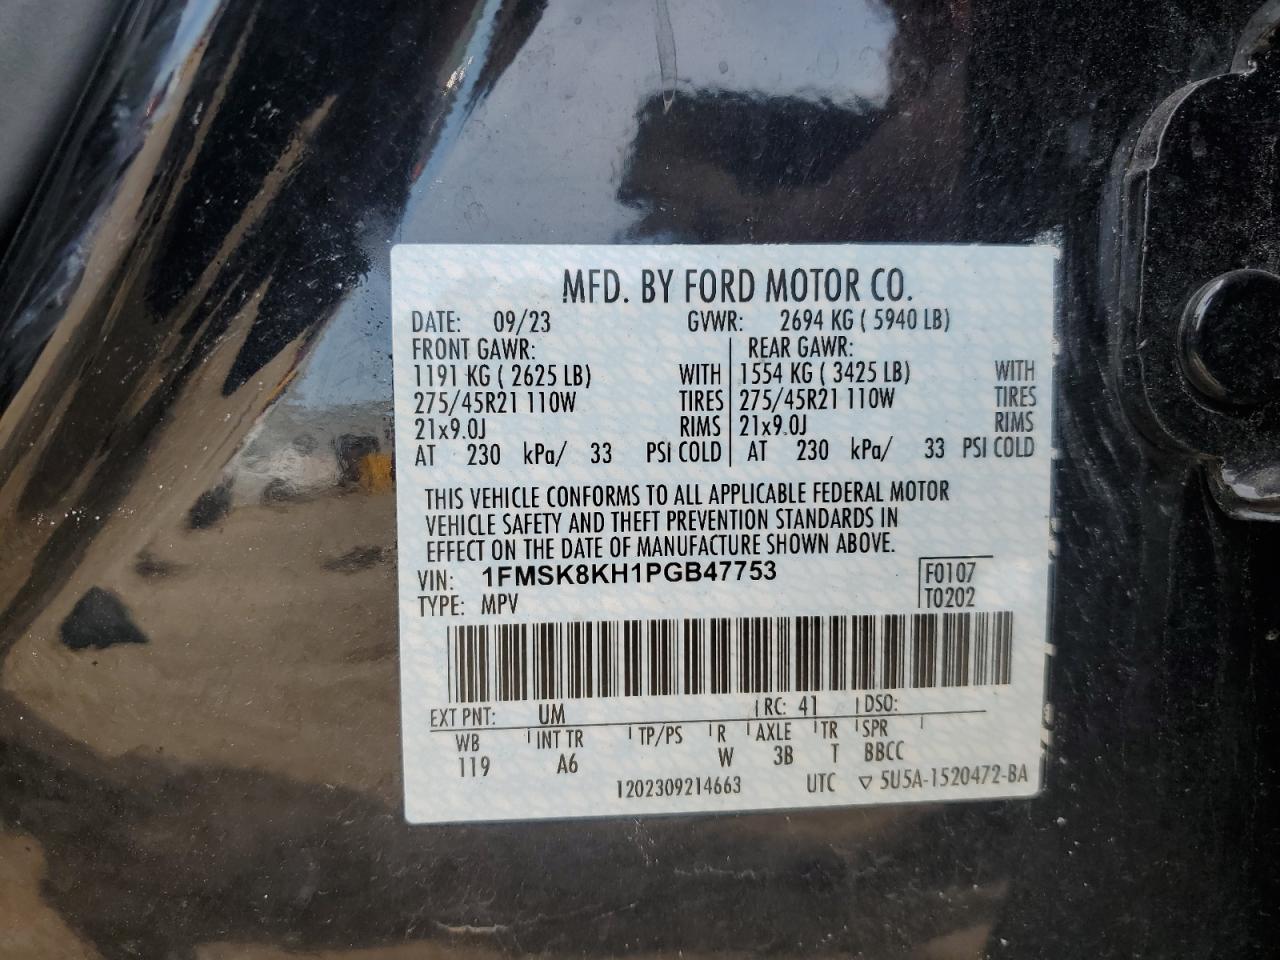 MFD. BY FORD MOTOR CO.
DATE: 09/23 GVWR: 2694 KG ( 5940 LB)
FRONT GAWR: REAR GAWR:
1191 KG ( 2625 LB) WITH 1554 KG ( 3425 LB) WITH
275/45R21 110W TIRES 275/45R21 110W TIRES
21x9.0J RIMS 21x9.0J RIMS
AT 230 kPa/ 33 PSI COLD AT 230 kPa/ 33 PSI COLD
THIS VEHICLE CONFORMS TO ALL APPLICABLE FEDERAL MOTOR
VEHICLE SAFETY AND THEFT PREVENTION STANDARDS IN
EFFECT ON THE DATE OF MANUFACTURE SHOWN ABOVE.
VIN: 1FMSK8KH1PGB47753 F0107
TYPE: MPV T0202
EXT PNT: UM RC: 41 DSO:
WB INT TR TP/PS R AXLE TR SPR
119 A6 W 3B T BBCC
1202309214663 UTC ▽ 5U5A-1520472-BA